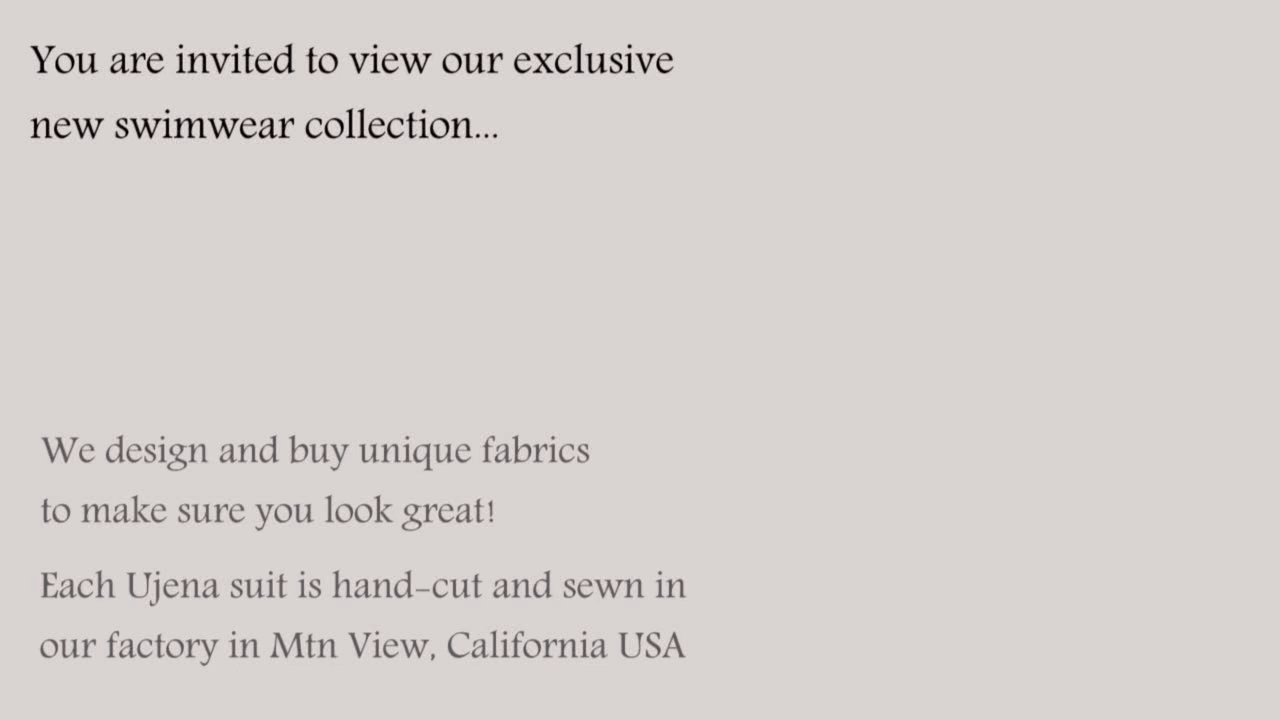 You are invited to view our exclusive
new swimwear collection...
We design and buy unique fabrics
to make sure you look great!
Each Ujena suit is hand-cut and sewn in
our factory in Mtn View, California USA